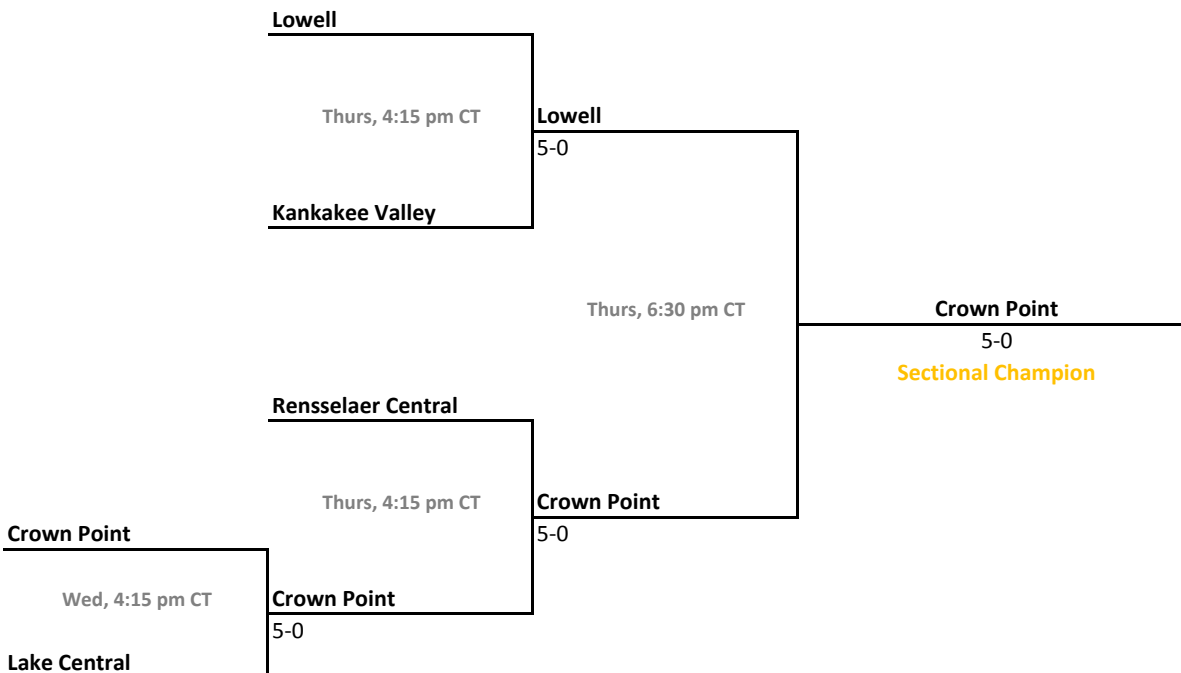 Lowell
Thurs, 4:15 pm CT
Lowell
5-0
Kankakee Valley
Thurs, 6:30 pm CT
Crown Point
5-0
Sectional Champion
Rensselaer Central
Thurs, 4:15 pm CT
Crown Point
5-0
Crown Point
Wed, 4:15 pm CT
Crown Point
5-0
Lake Central